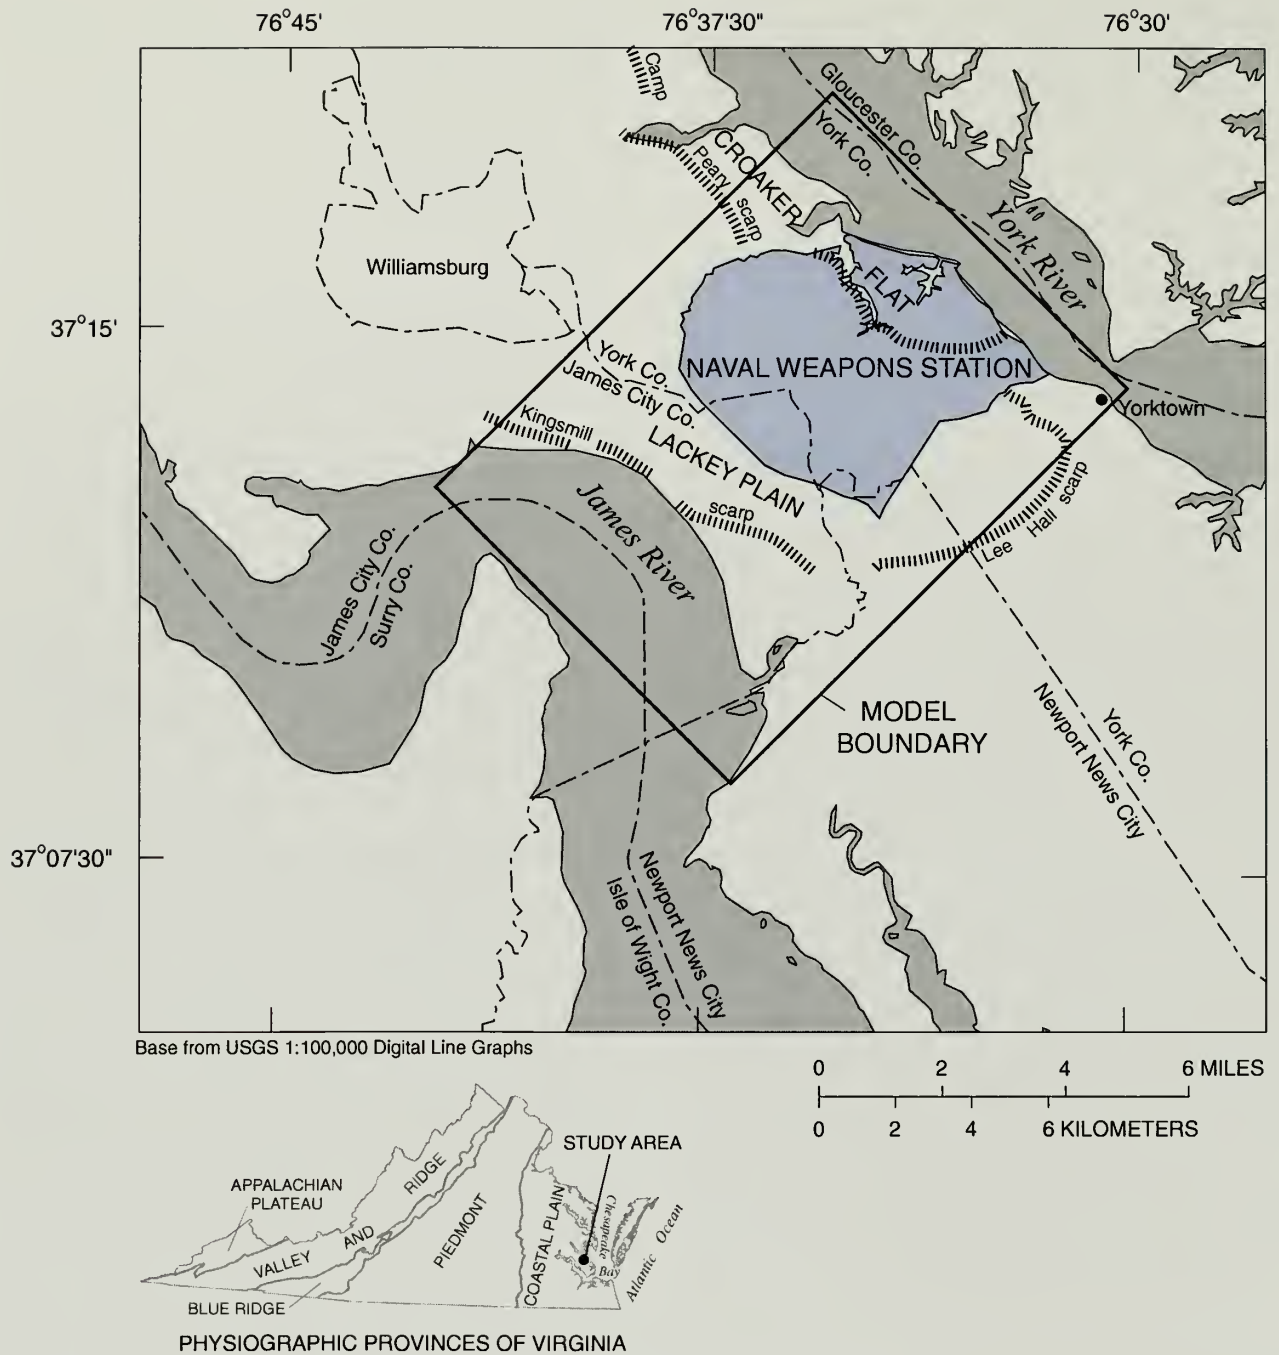 76°45'
76°37'30"
76°30'
Camp
Peary
scarp
CROAKER
FLAT
Gloucester Co.
York Co.
York River
Williamsburg
37°15'
NAVAL WEAPONS STATION
York Co.
James City Co.
Yorktown
Kingsmill
scarp
LACKEY PLAIN
James River
Lee Hall scarp
James City Co.
Surry Co.
MODEL
BOUNDARY
York Co.
Newport News City
37°07'30"
Newport News City
Isle of Wight Co.
Base from USGS 1:100,000 Digital Line Graphs
0 2 4 6 MILES
0 2 4 6 KILOMETERS
STUDY AREA
APPALACHIAN
PLATEAU
VALLEY AND RIDGE
BLUE RIDGE
PIEDMONT
COASTAL PLAIN
Chesapeake
Bay
Atlantic Ocean
PHYSIOGRAPHIC PROVINCES OF VIRGINIA